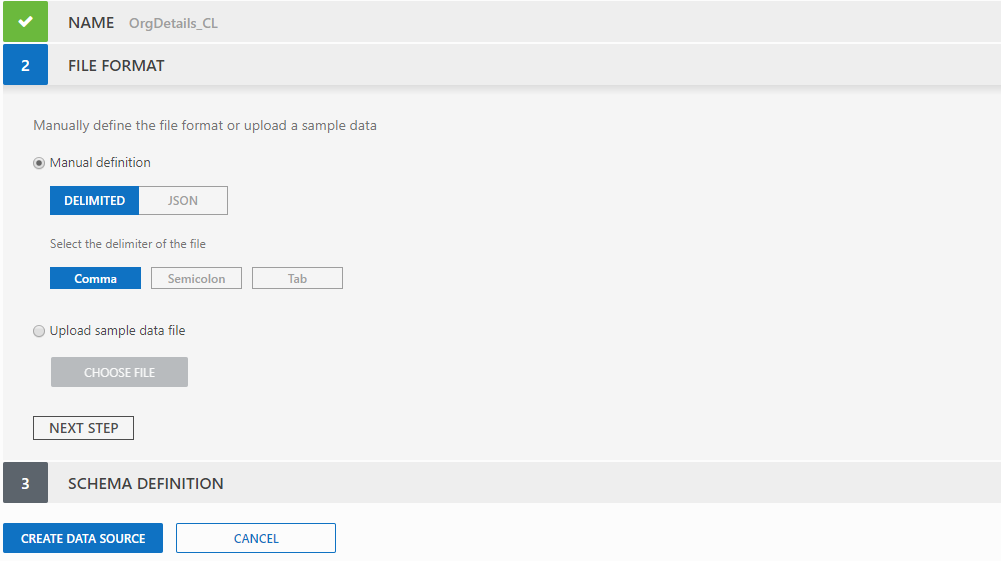 NAME OrgDetails_CL
2 FILE FORMAT
Manually define the file format or upload a sample data
Manual definition
DELIMITED JSON
Select the delimiter of the file
Comma Semicolon Tab
Upload sample data file
CHOOSE FILE
NEXT STEP
3 SCHEMA DEFINITION
CREATE DATA SOURCE CANCEL